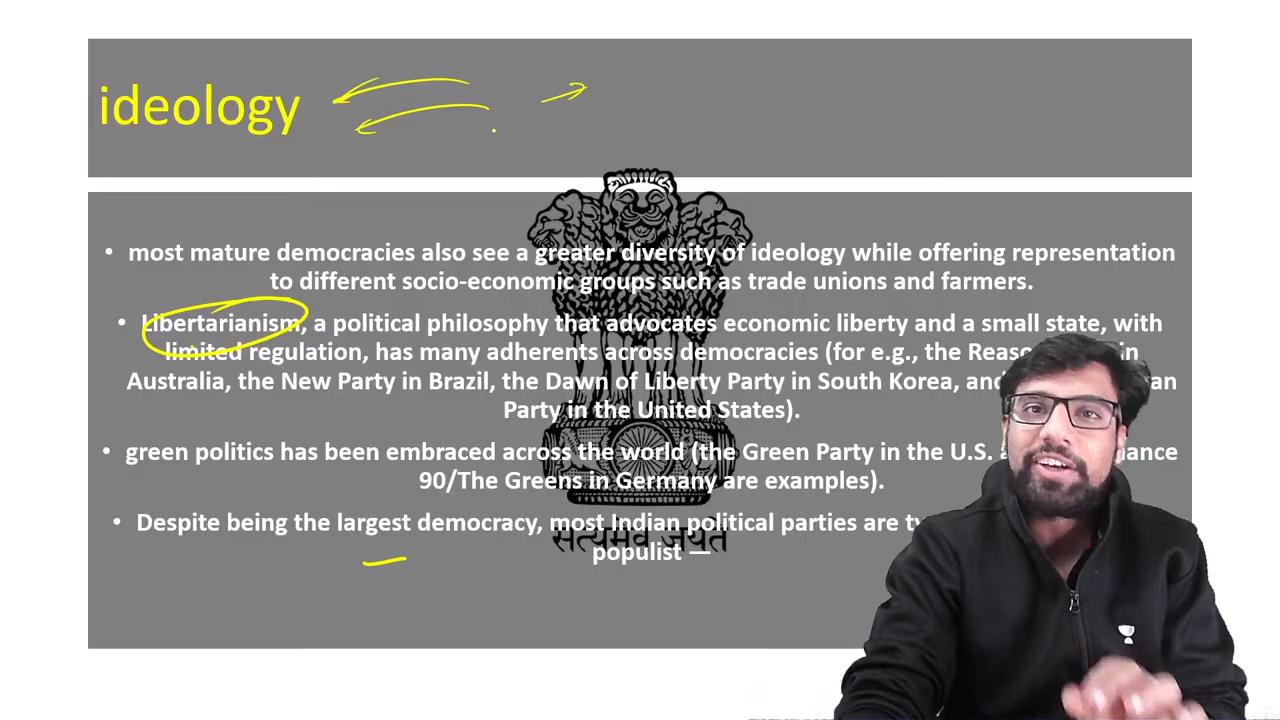 ideology
• most mature democracies also see a greater diversity of ideology while offering representation
to different socio-economic groups such as trade unions and farmers.
• Libertarianism, a political philosophy that advocates economic liberty and a small state, with
limited regulation, has many adherents across democracies (for e.g., the in
Australia, the New Party in Brazil, the Dawn of Liberty Party in South Korea, and
Party in the United States).
• green politics has been embraced across the world (the Green Party in the U.S.
90/The Greens in Germany are examples).
• Despite being the largest democracy, most Indian political parties are
populist —
सत्यमेव जयते